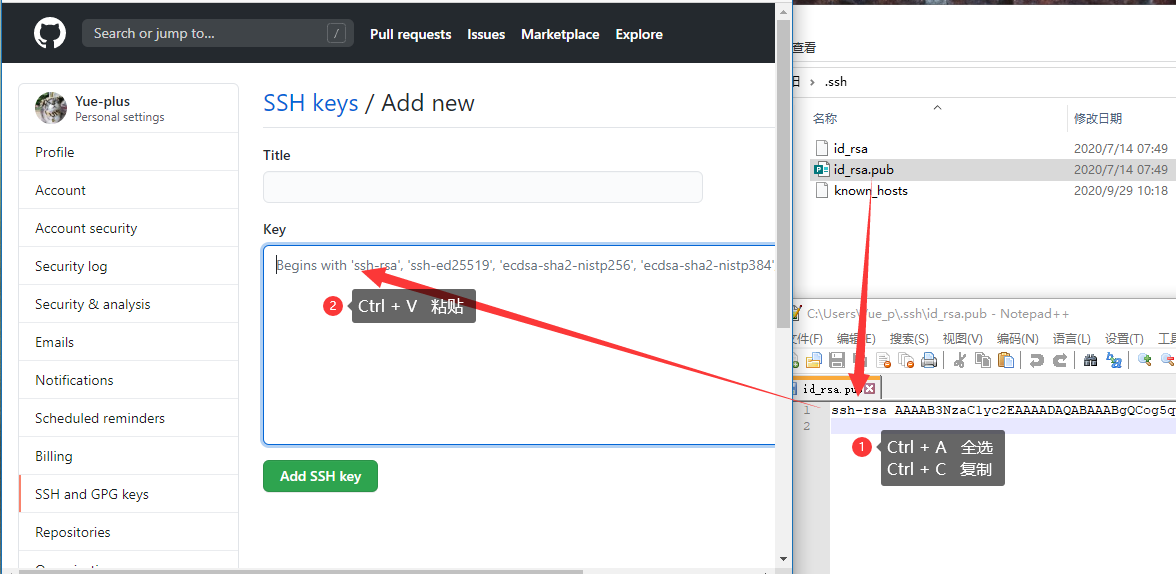 Search or jump to...
/
Pull requests
Issues
Marketplace
Explore
Yue-plus
Personal settings
Profile
Account
Account security
Security log
Security & analysis
Emails
Notifications
Scheduled reminders
Billing
SSH and GPG keys
Repositories
SSH keys / Add new
Title
Key
Begins with 'ssh-rsa', 'ssh-ed25519', 'ecdsa-sha2-nistp256', 'ecdsa-sha2-nistp384'
2
Ctrl + V 粘贴
Add SSH key
查看
› .ssh
名称
修改日期
id_rsa
2020/7/14 07:49
id_rsa.pub
2020/7/14 07:49
known_hosts
2020/9/29 10:18
C:\Users\Yue_p\.ssh\id_rsa.pub - Notepad++
文件(F) 编辑(E) 搜索(S) 视图(V) 编码(N) 语言(L) 设置(T) 工具
id_rsa.pub
1 ssh-rsa AAAAB3NzaC1yc2EAAAADAQABAAABgQCog5q
2
1
Ctrl + A 全选
Ctrl + C 复制